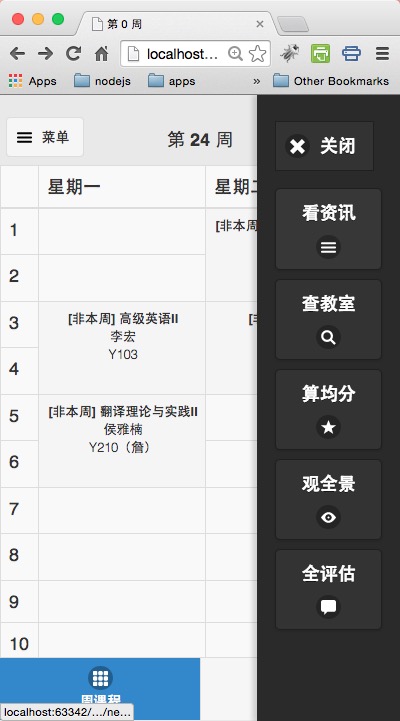 第 0 周
localhost...
Apps
nodejs
apps
»
Other Bookmarks
菜单
第 24 周
关闭
星期一
星期二
看资讯
1
[非本周
2
查教室
3
[非本周] 高级英语II
李宏
Y103
4
算均分
5
[非本周] 翻译理论与实践II
侯雅楠
Y210（詹）
6
观全景
7
8
全评估
9
10
周课程
localhost:63342/.../ne...